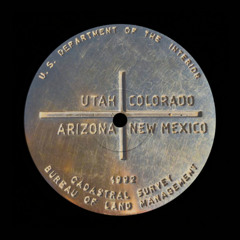 U. S. DEPARTMENT OF THE INTERIOR
UTAH COLORADO
ARIZONA NEW MEXICO
1992
CADASTRAL SURVEY
BUREAU OF LAND MANAGEMENT